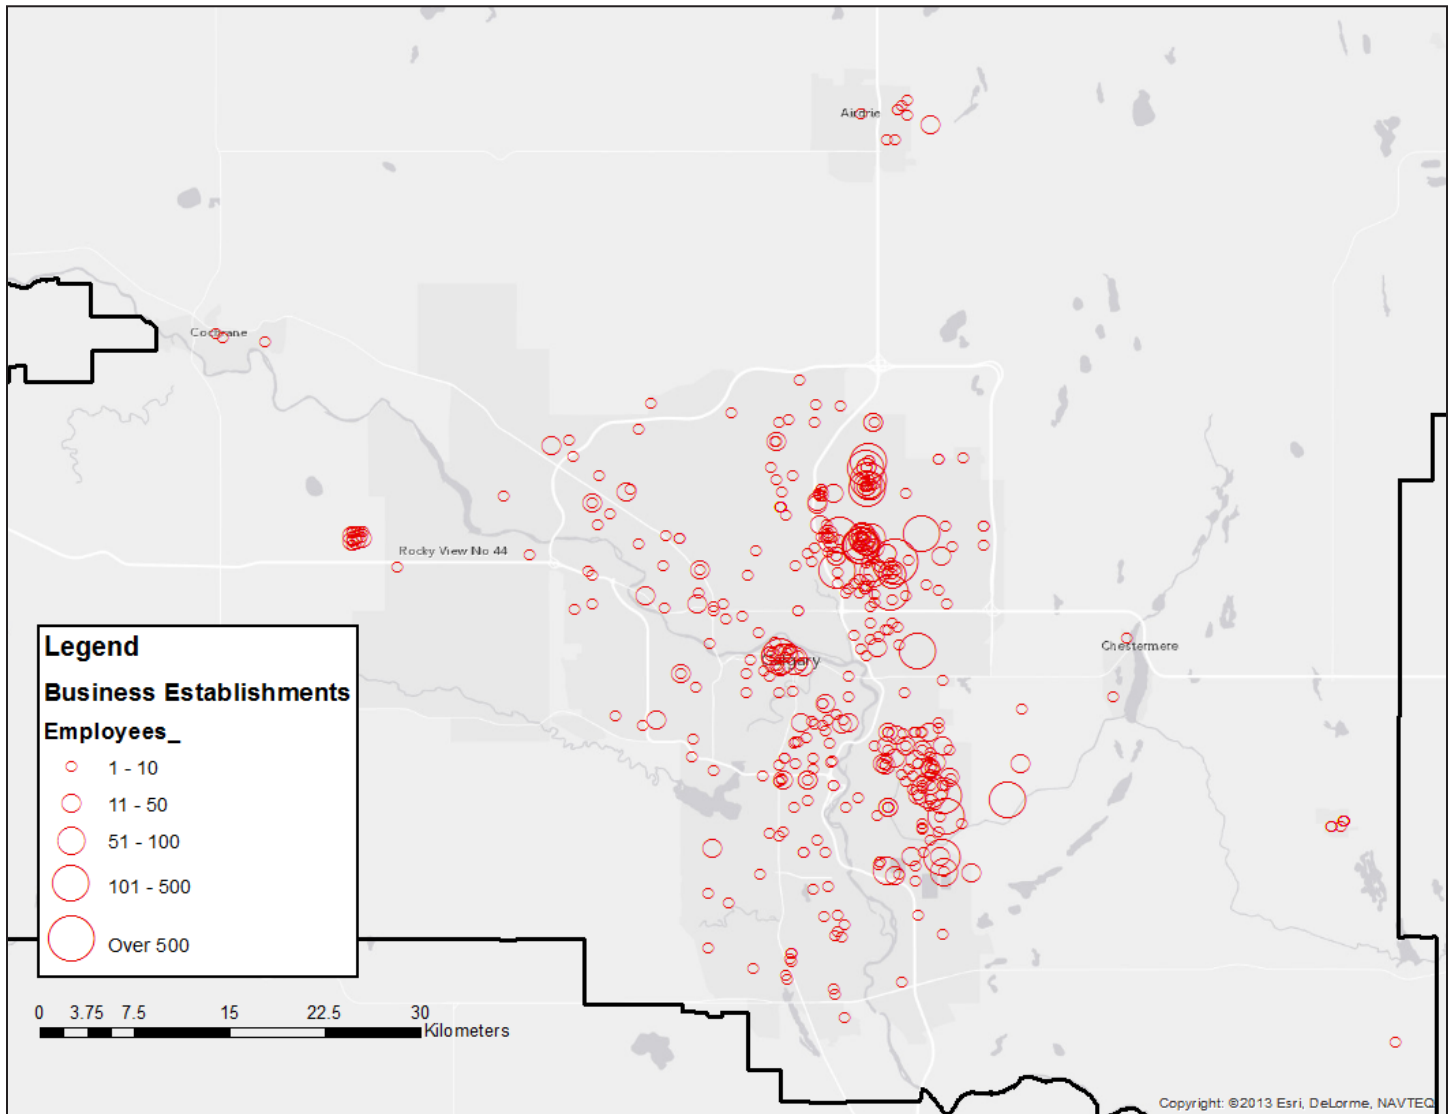 Airdrie
Cochrane
Rocky View No 44
Calgary
Chestermere
Legend
Business Establishments
Employees_
1 - 10
11 - 50
51 - 100
101 - 500
Over 500
0 3.75 7.5 15 22.5 30
Kilometers
Copyright: ©2013 Esri, DeLorme, NAVTEQ